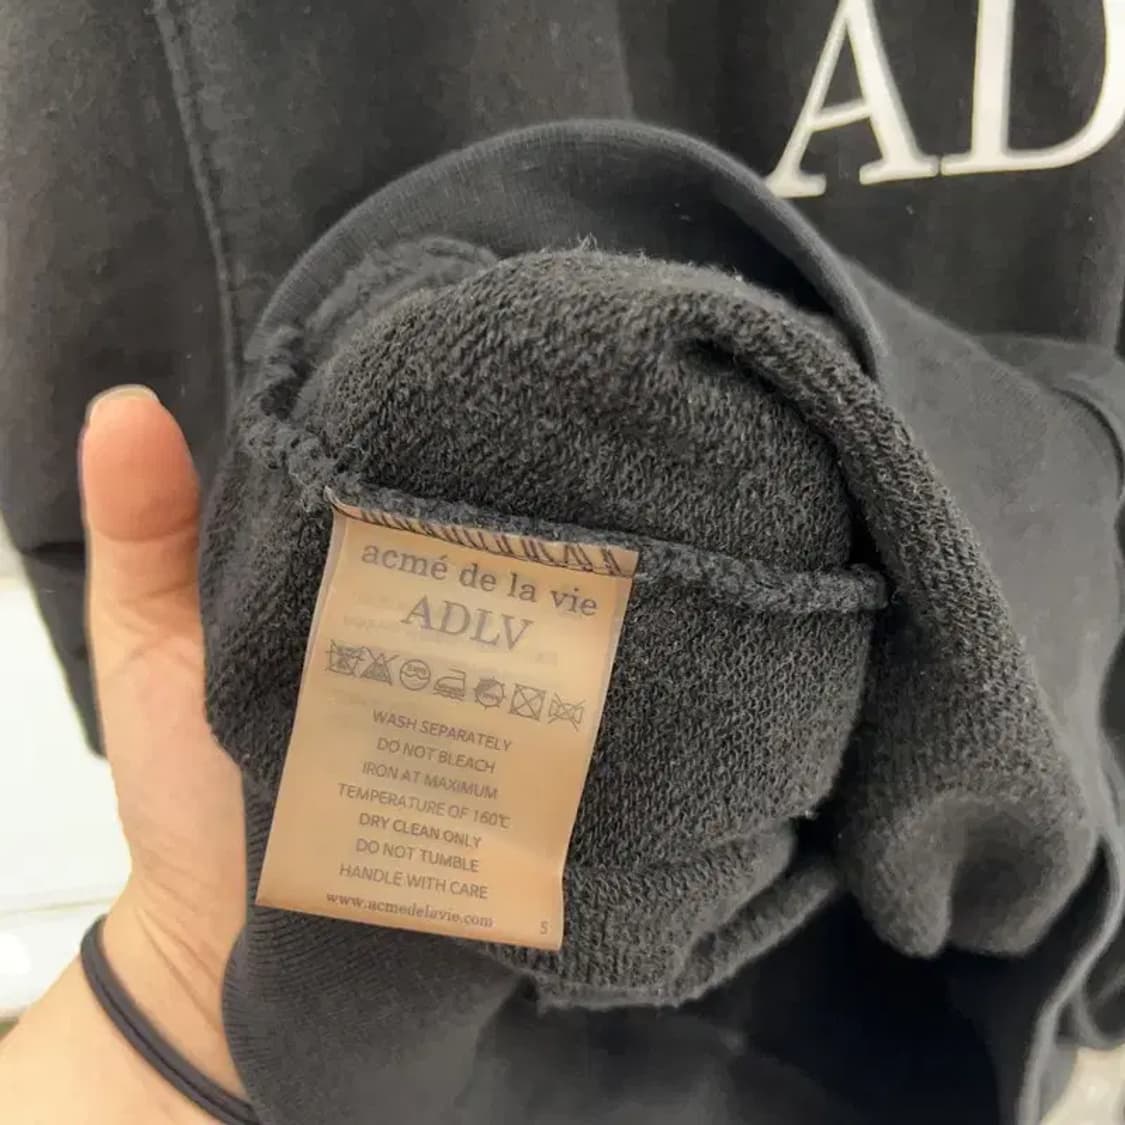 AD
acmé de la vie
ADLV
WASH SEPARATELY
DO NOT BLEACH
IRON AT MAXIMUM
TEMPERATURE OF 160℃
DRY CLEAN ONLY
DO NOT TUMBLE
HANDLE WITH CARE
www.acmedelavie.com
S